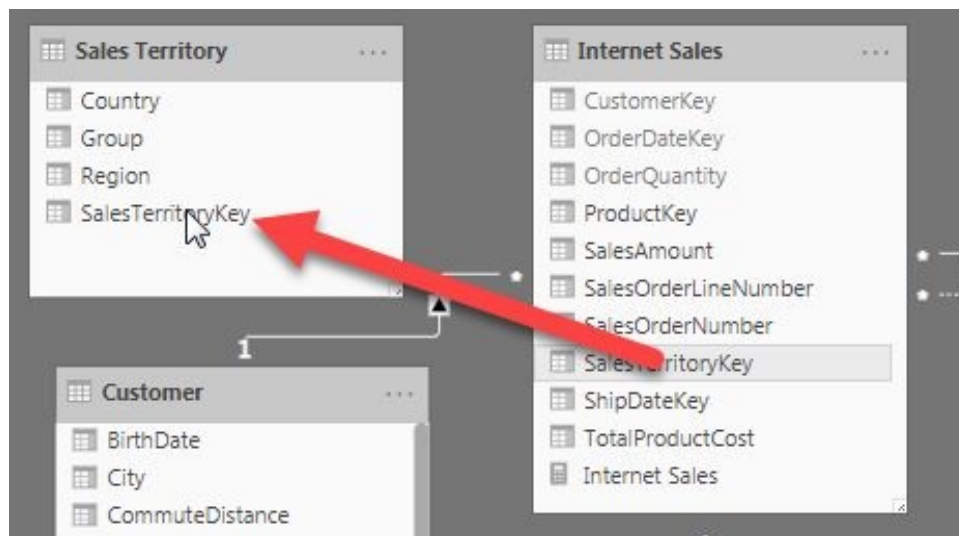 Sales Territory ...
Country
Group
Region
SalesTerritoryKey
1
Customer ...
BirthDate
City
CommuteDistance
Internet Sales ...
CustomerKey
OrderDateKey
OrderQuantity
ProductKey
SalesAmount
SalesOrderLineNumber
SalesOrderNumber
SalesTerritoryKey
ShipDateKey
TotalProductCost
Internet Sales